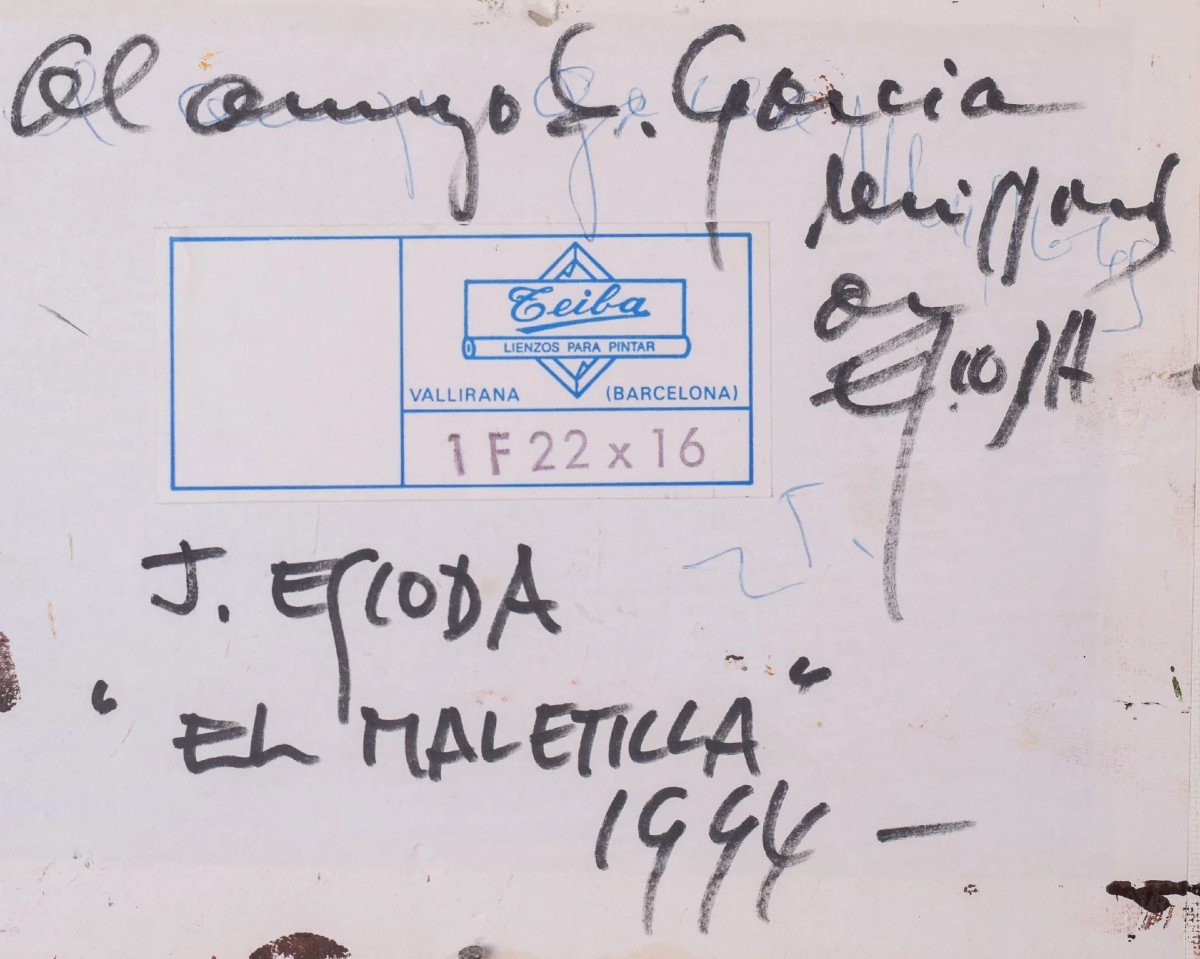 Al amigo E. Garcia
Teiba
LIENZOS PARA PINTAR
VALLIRANA (BARCELONA)
1 F 22 x 16
J. ESCODA
"EL MALETILLA"
1994 —